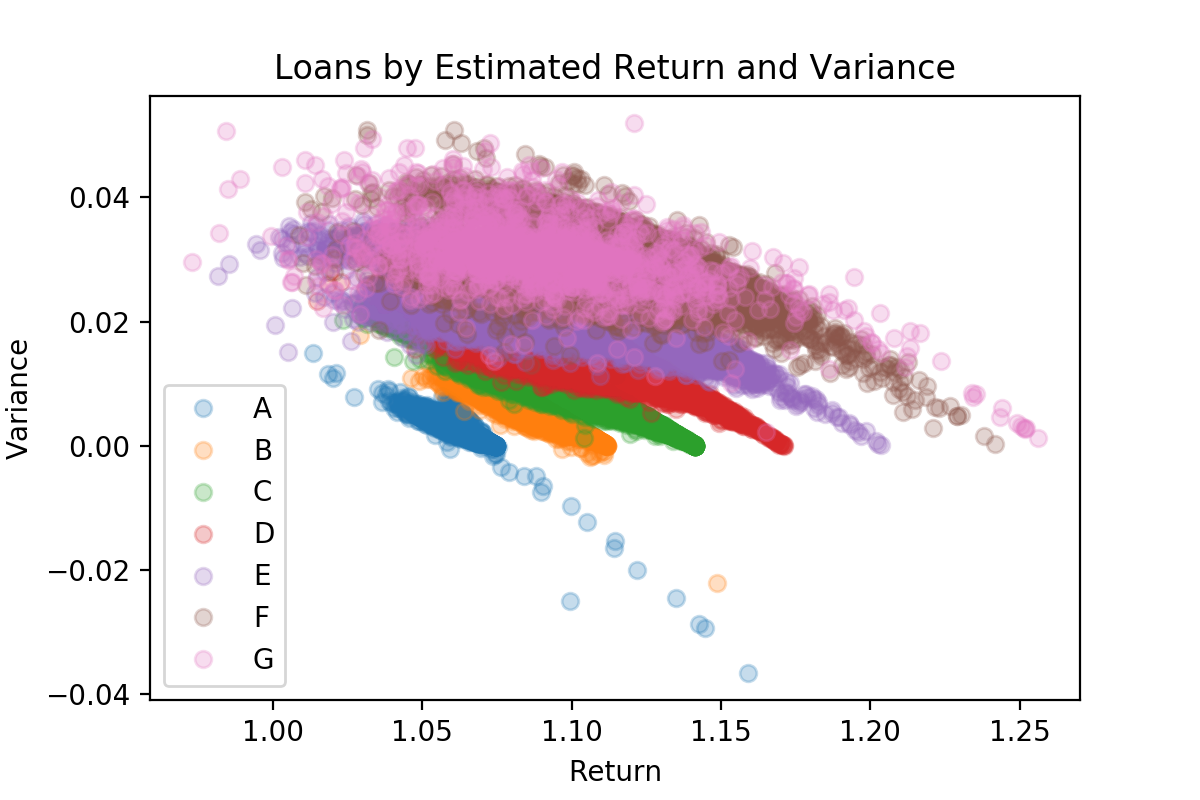 Loans by Estimated Return and Variance
Variance
0.04
0.02
0.00
−0.02
−0.04
A
B
C
D
E
F
G
1.00 1.05 1.10 1.15 1.20 1.25
Return